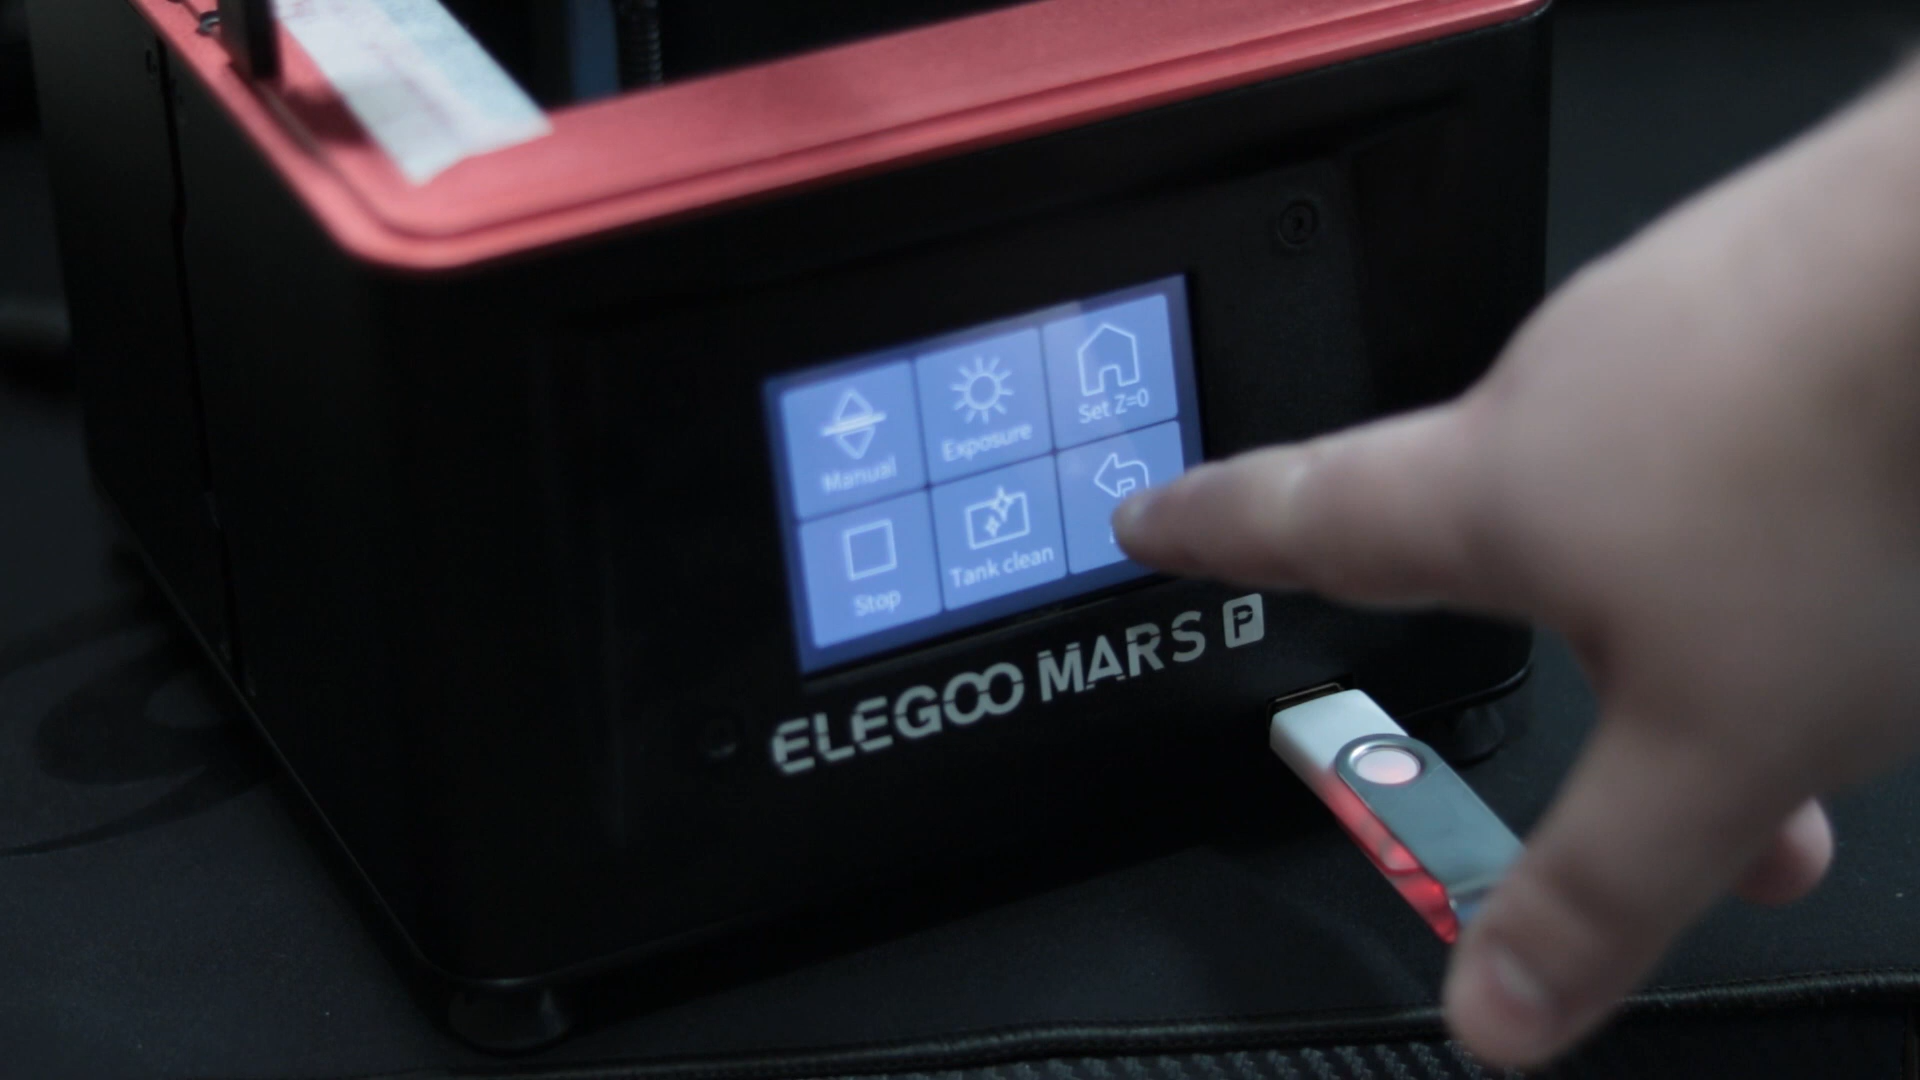 Manual
Exposure
Set Z=0
Stop
Tank clean
ELEGOO MARS P